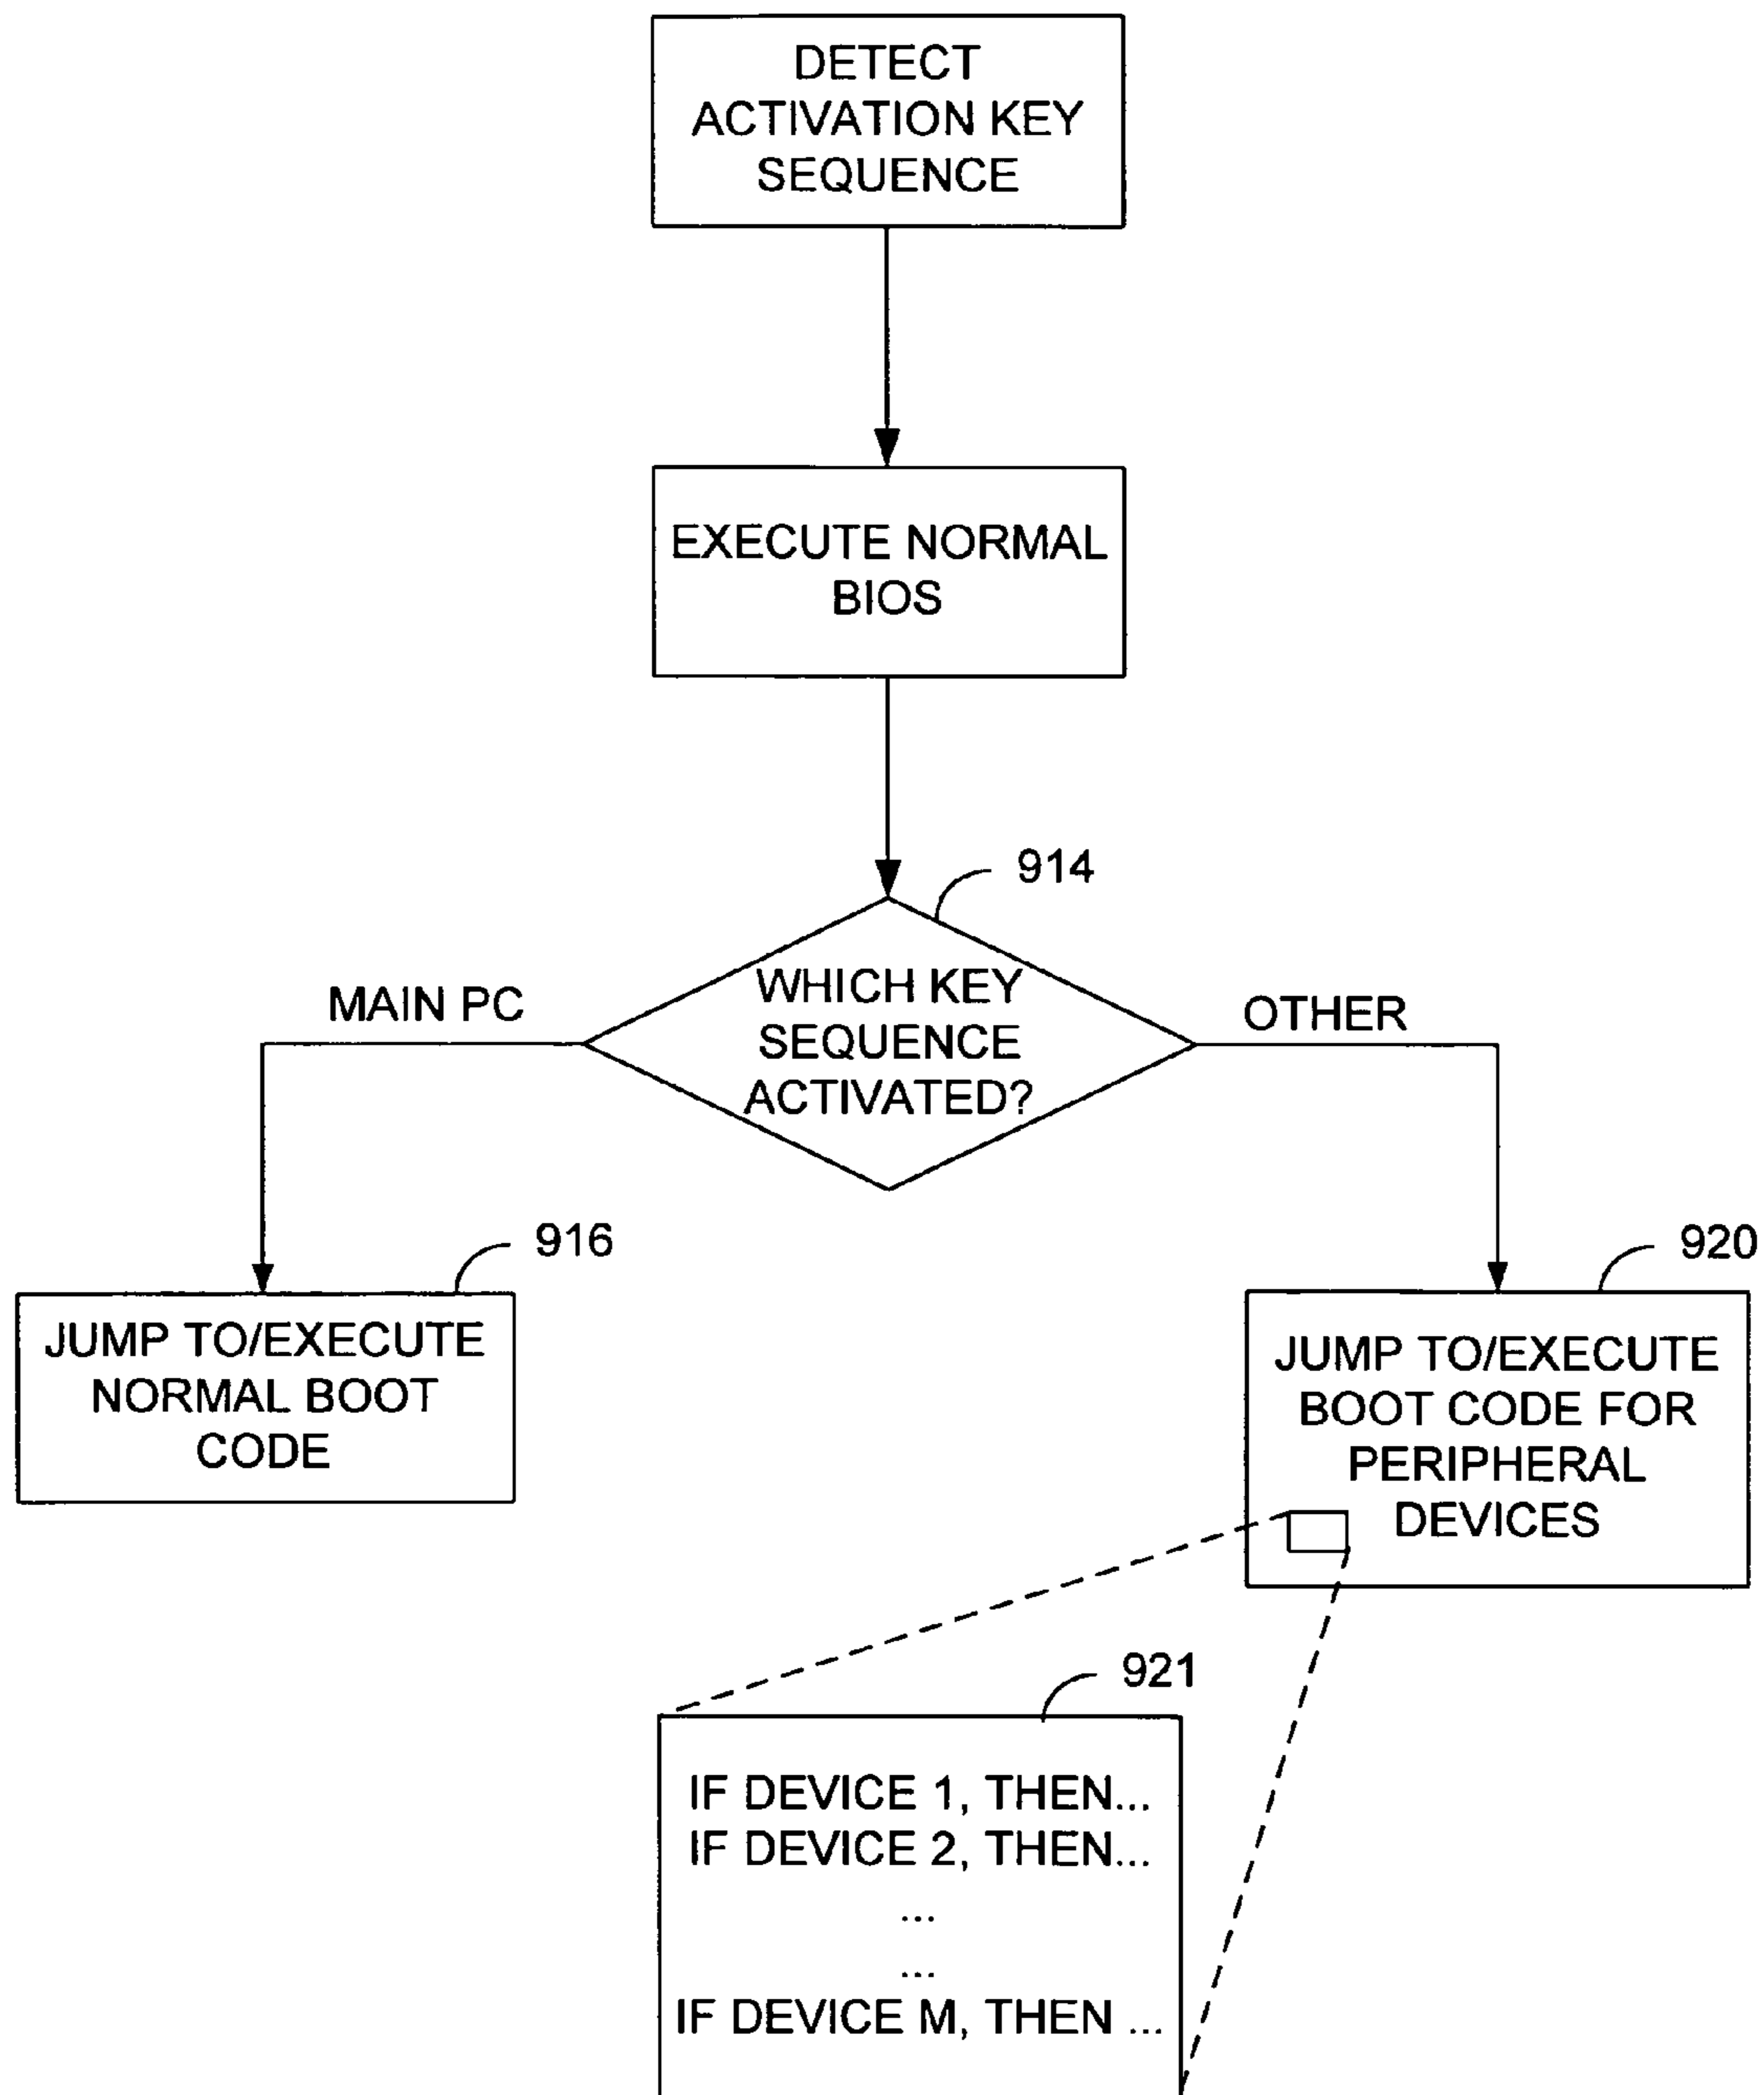 DETECT
ACTIVATION KEY
SEQUENCE
EXECUTE NORMAL
BIOS
914
WHICH KEY
SEQUENCE
ACTIVATED?
MAIN PC
OTHER
916
JUMP TO/EXECUTE
NORMAL BOOT
CODE
920
JUMP TO/EXECUTE
BOOT CODE FOR
PERIPHERAL
DEVICES
921
IF DEVICE 1, THEN...
IF DEVICE 2, THEN...
...
...
IF DEVICE M, THEN ...